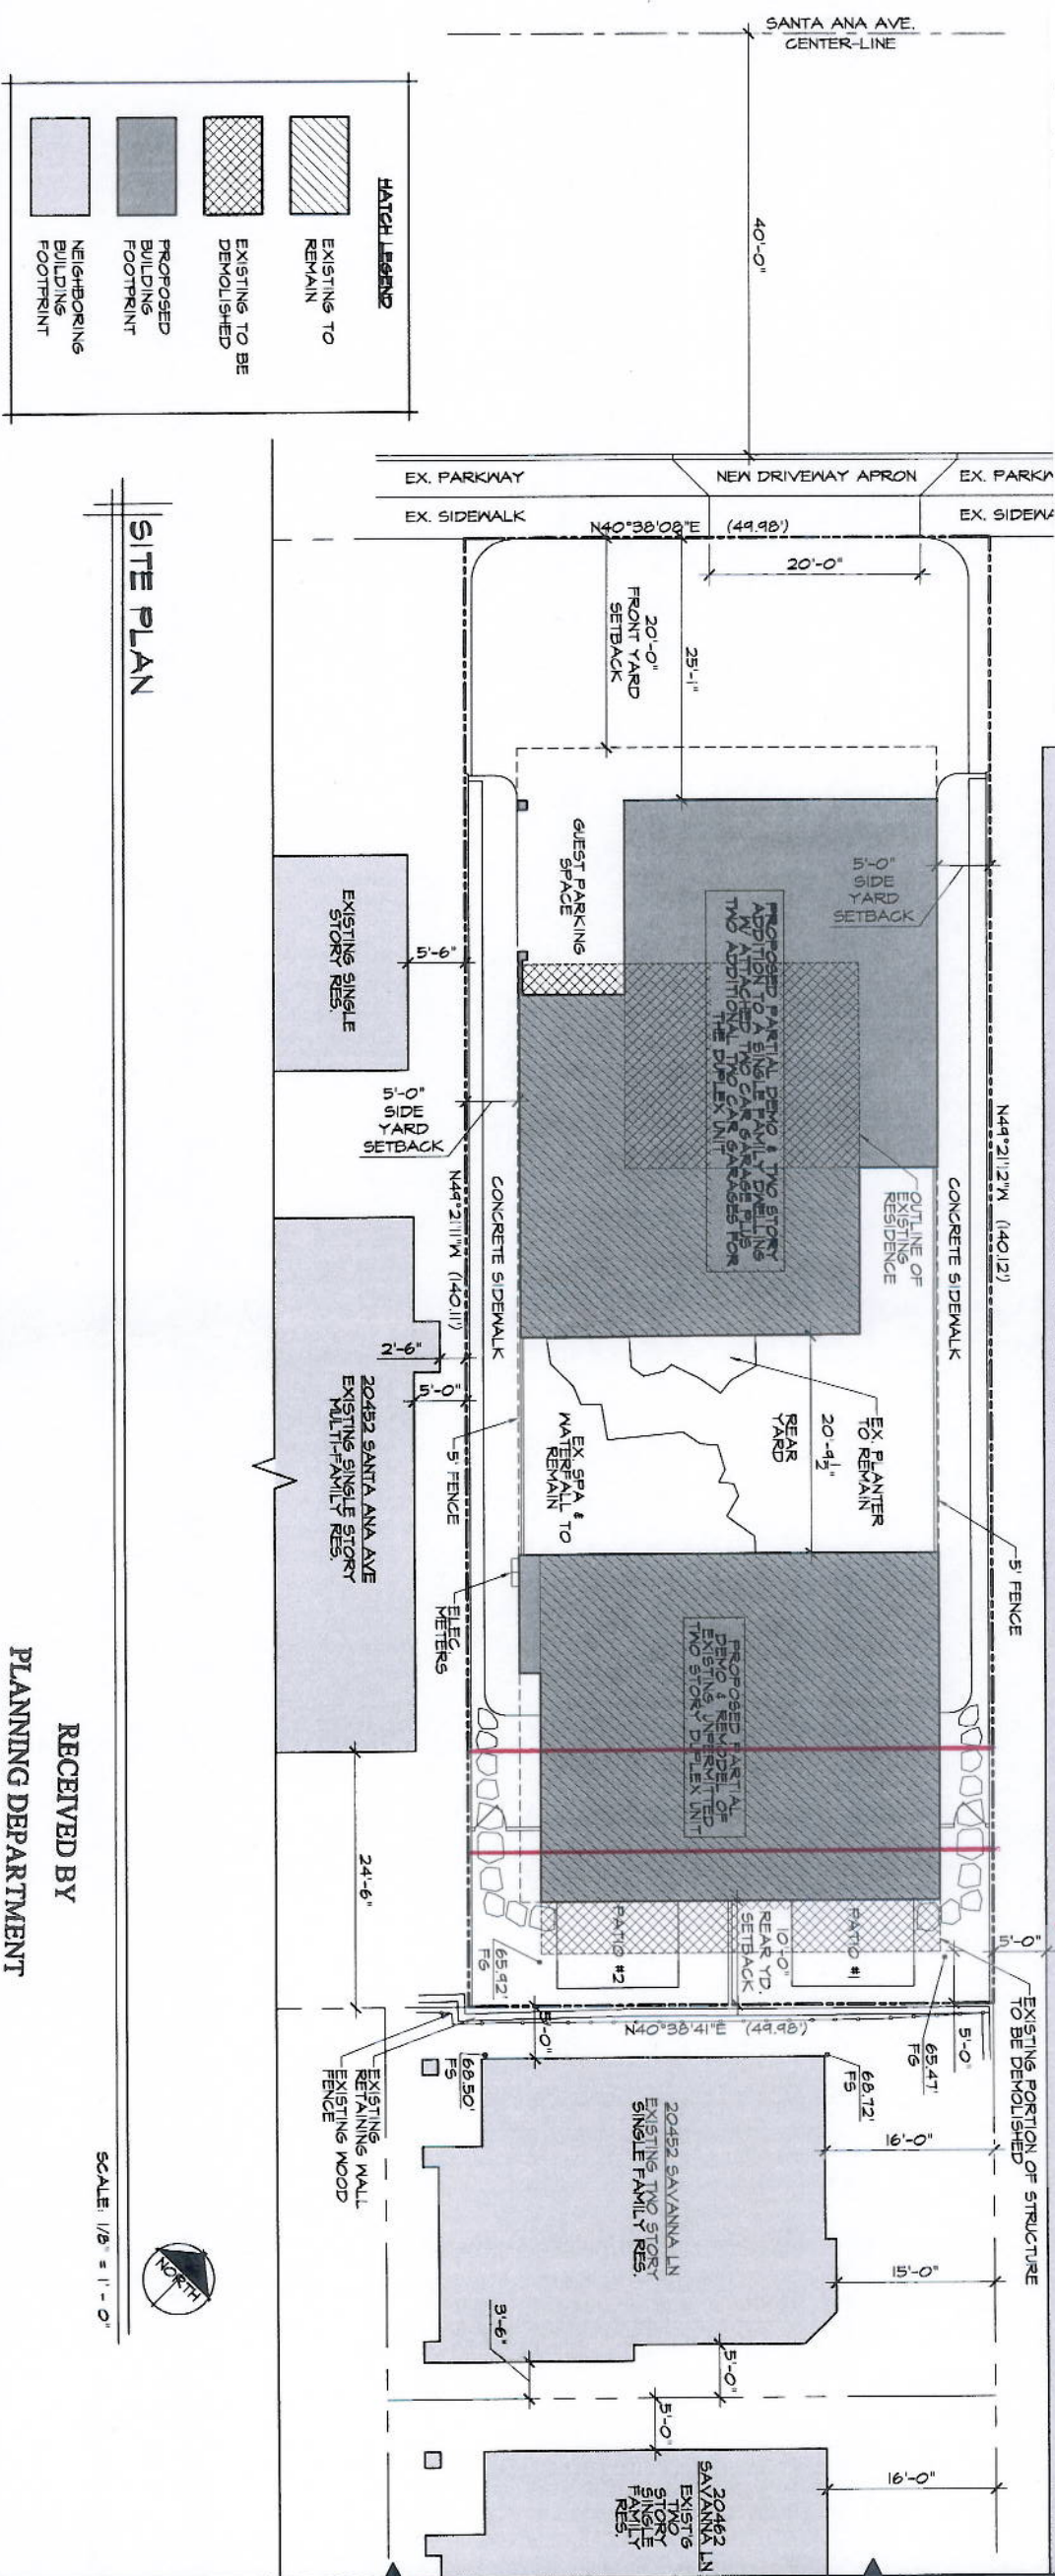 SANTA ANA AVE.
CENTER-LINE
40'-0"
HATCH LEGEND
EXISTING TO
REMAIN
EXISTING TO BE
DEMOLISHED
PROPOSED
BUILDING
FOOTPRINT
NEIGHBORING
BUILDING
FOOTPRINT
EX. PARKWAY
NEW DRIVEWAY APRON
EX. SIDEWALK
N40°38'08"E (49.98')
20'-0"
20'-0"
FRONT YARD
SETBACK
25'-1"
GUEST PARKING
SPACE
5'-0"
SIDE
YARD
SETBACK
PROPOSED PARTIAL DEMO & TWO STORY
ADDITION TO A SINGLE FAMILY DWELLING
W/ ATTACHED TWO CAR GARAGE PLUS
TWO ADDITIONAL TWO CAR GARAGES FOR
THE DUPLEX UNIT
EXISTING SINGLE
STORY RES.
5'-6"
5'-0"
SIDE
YARD
SETBACK
N49°21'12"W (140.12')
N49°21'11"W (140.11')
CONCRETE SIDEWALK
CONCRETE SIDEWALK
OUTLINE OF
EXISTING
RESIDENCE
2'-6"
5'-0"
20452 SANTA ANA AVE
EXISTING SINGLE STORY
MULTI-FAMILY RES.
EX. PLANTER
TO REMAIN
20'-9½"
REAR
YARD
EX. SPA &
WATERFALL TO
REMAIN
5' FENCE
5' FENCE
ELEC.
METERS
PROPOSED PARTIAL
DEMO & REMODEL OF
EXISTING UNPERMITTED
TWO STORY DUPLEX UNIT
24'-6"
PATIO #1
PATIO #2
10'-0"
REAR YD.
SETBACK
65.92'
FG
65.47'
FG
5'-0"
5'-0"
5'-0"
EXISTING PORTION OF STRUCTURE
TO BE DEMOLISHED
N40°38'41"E (49.98')
68.50'
FS
68.72'
FS
EXISTING
RETAINING WALL
EXISTING WOOD
FENCE
20452 SAVANNA LN
EXISTING TWO STORY
SINGLE FAMILY RES.
16'-0"
15'-0"
3'-6"
5'-0"
5'-0"
16'-0"
20462
SAVANNA LN
EXIST'G
TWO
STORY
SINGLE
FAMILY
RES.
SITE PLAN
SCALE: 1/8" = 1' - 0"
NORTH
RECEIVED BY
PLANNING DEPARTMENT